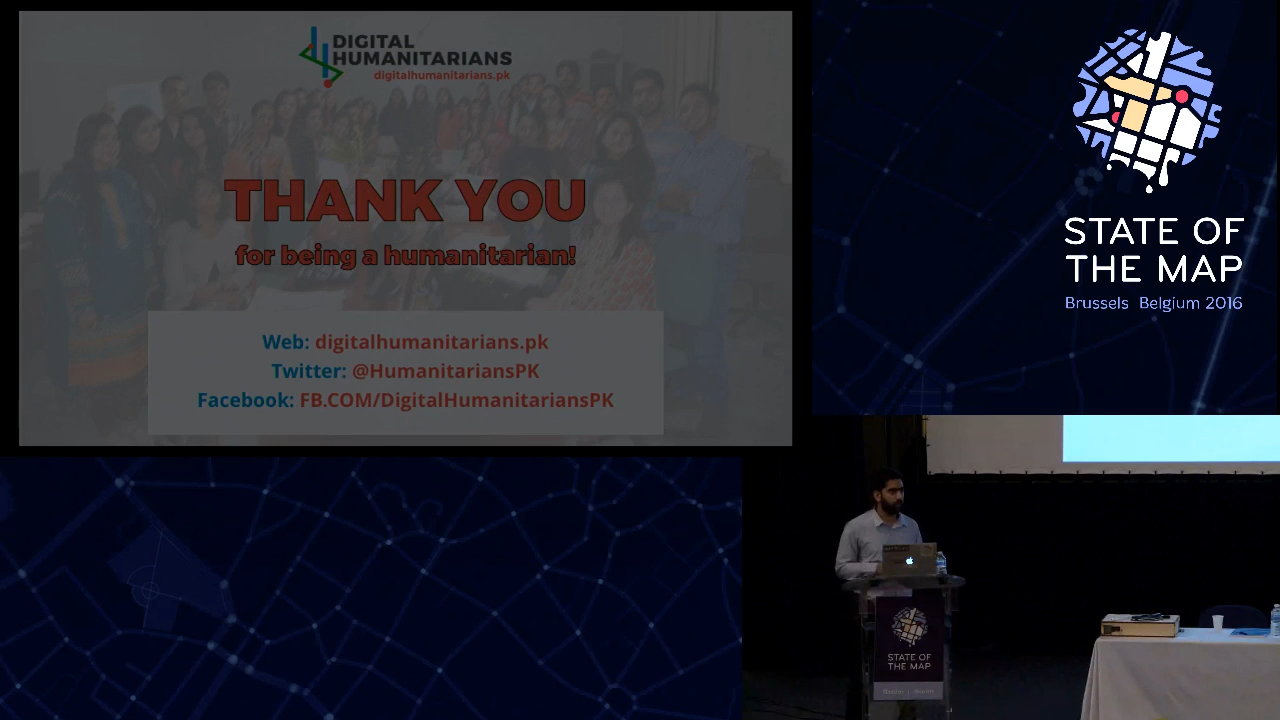 DIGITAL
HUMANITARIANS
digitalhumanitarians.pk
THANK YOU
for being a humanitarian!
Web: digitalhumanitarians.pk
Twitter: @HumanitariansPK
Facebook: FB.COM/DigitalHumanitariansPK
STATE OF
THE MAP
Brussels Belgium 2016
STATE OF
THE MAP